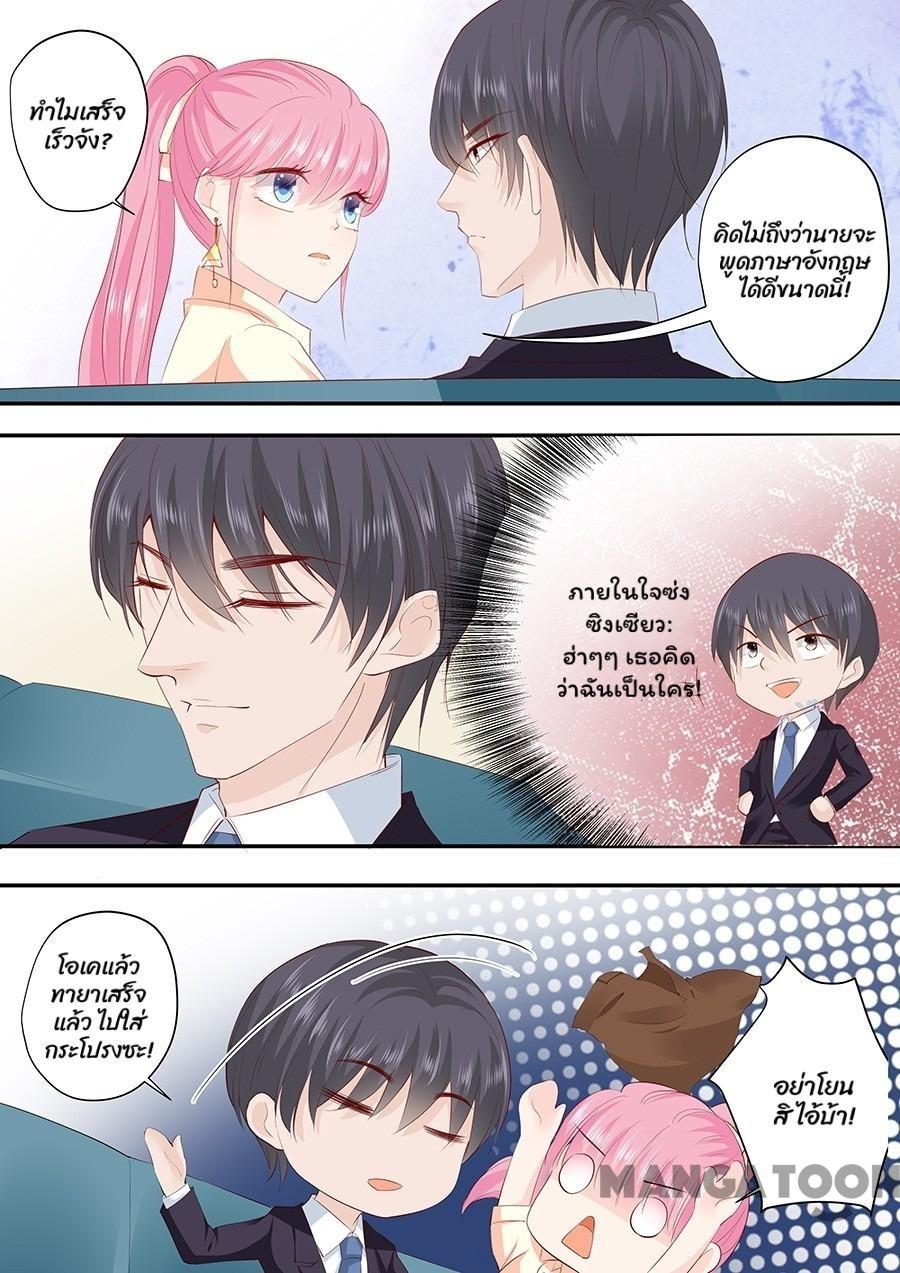 ทำไมเสร็จ
เร็วจัง?
คิดไม่ถึงว่านายจะ
พูดภาษาอังกฤษ
ได้ดีขนาดนี้!
ภายในใจซ่ง
ซิงเซียว:
ฮ่าๆๆ เธอคิด
ว่าฉันเป็นใคร!
โอเคแล้ว
ทายาเสร็จ
แล้ว ไปใส่
กระโปรงซะ!
อย่าโยน
สิ ไอ้บ้า!
MANGATOON